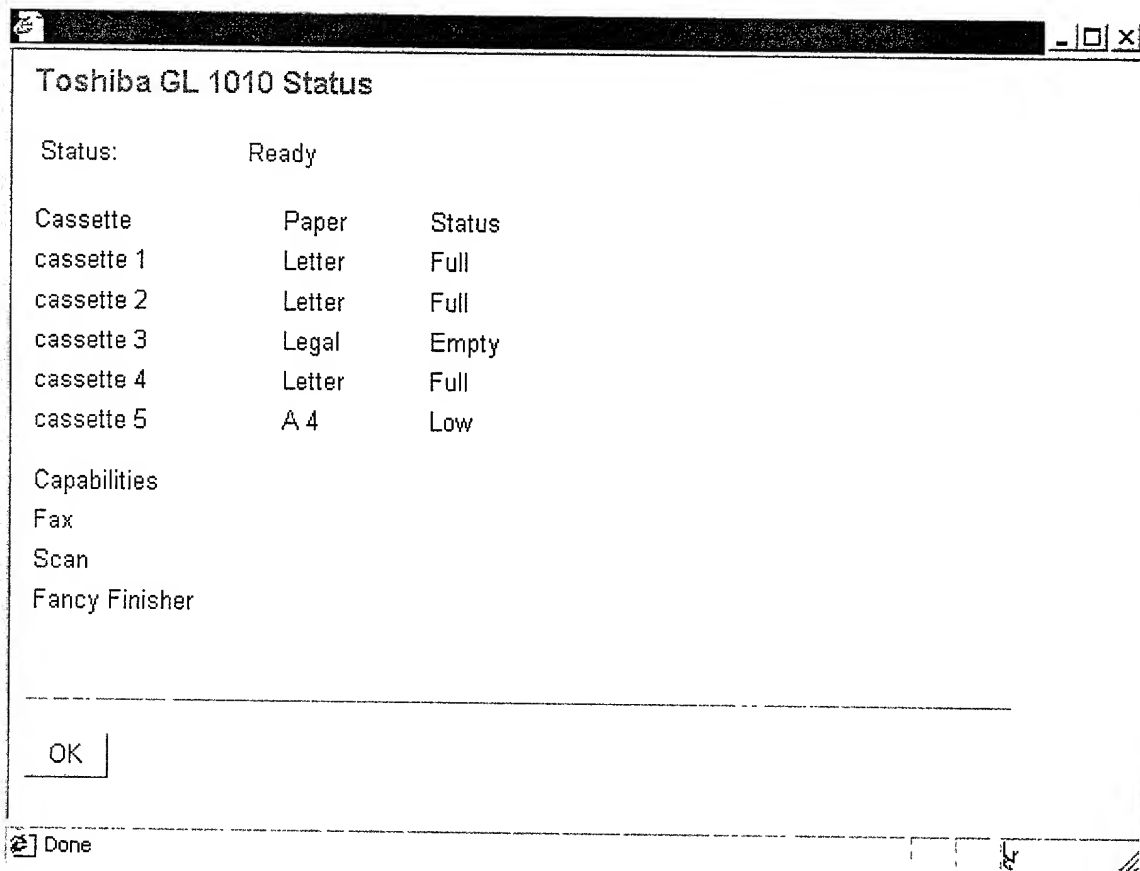 Toshiba GL 1010 Status
Status: Ready
Cassette Paper Status
cassette 1 Letter Full
cassette 2 Letter Full
cassette 3 Legal Empty
cassette 4 Letter Full
cassette 5 A 4 Low
Capabilities
Fax
Scan
Fancy Finisher
OK
Done